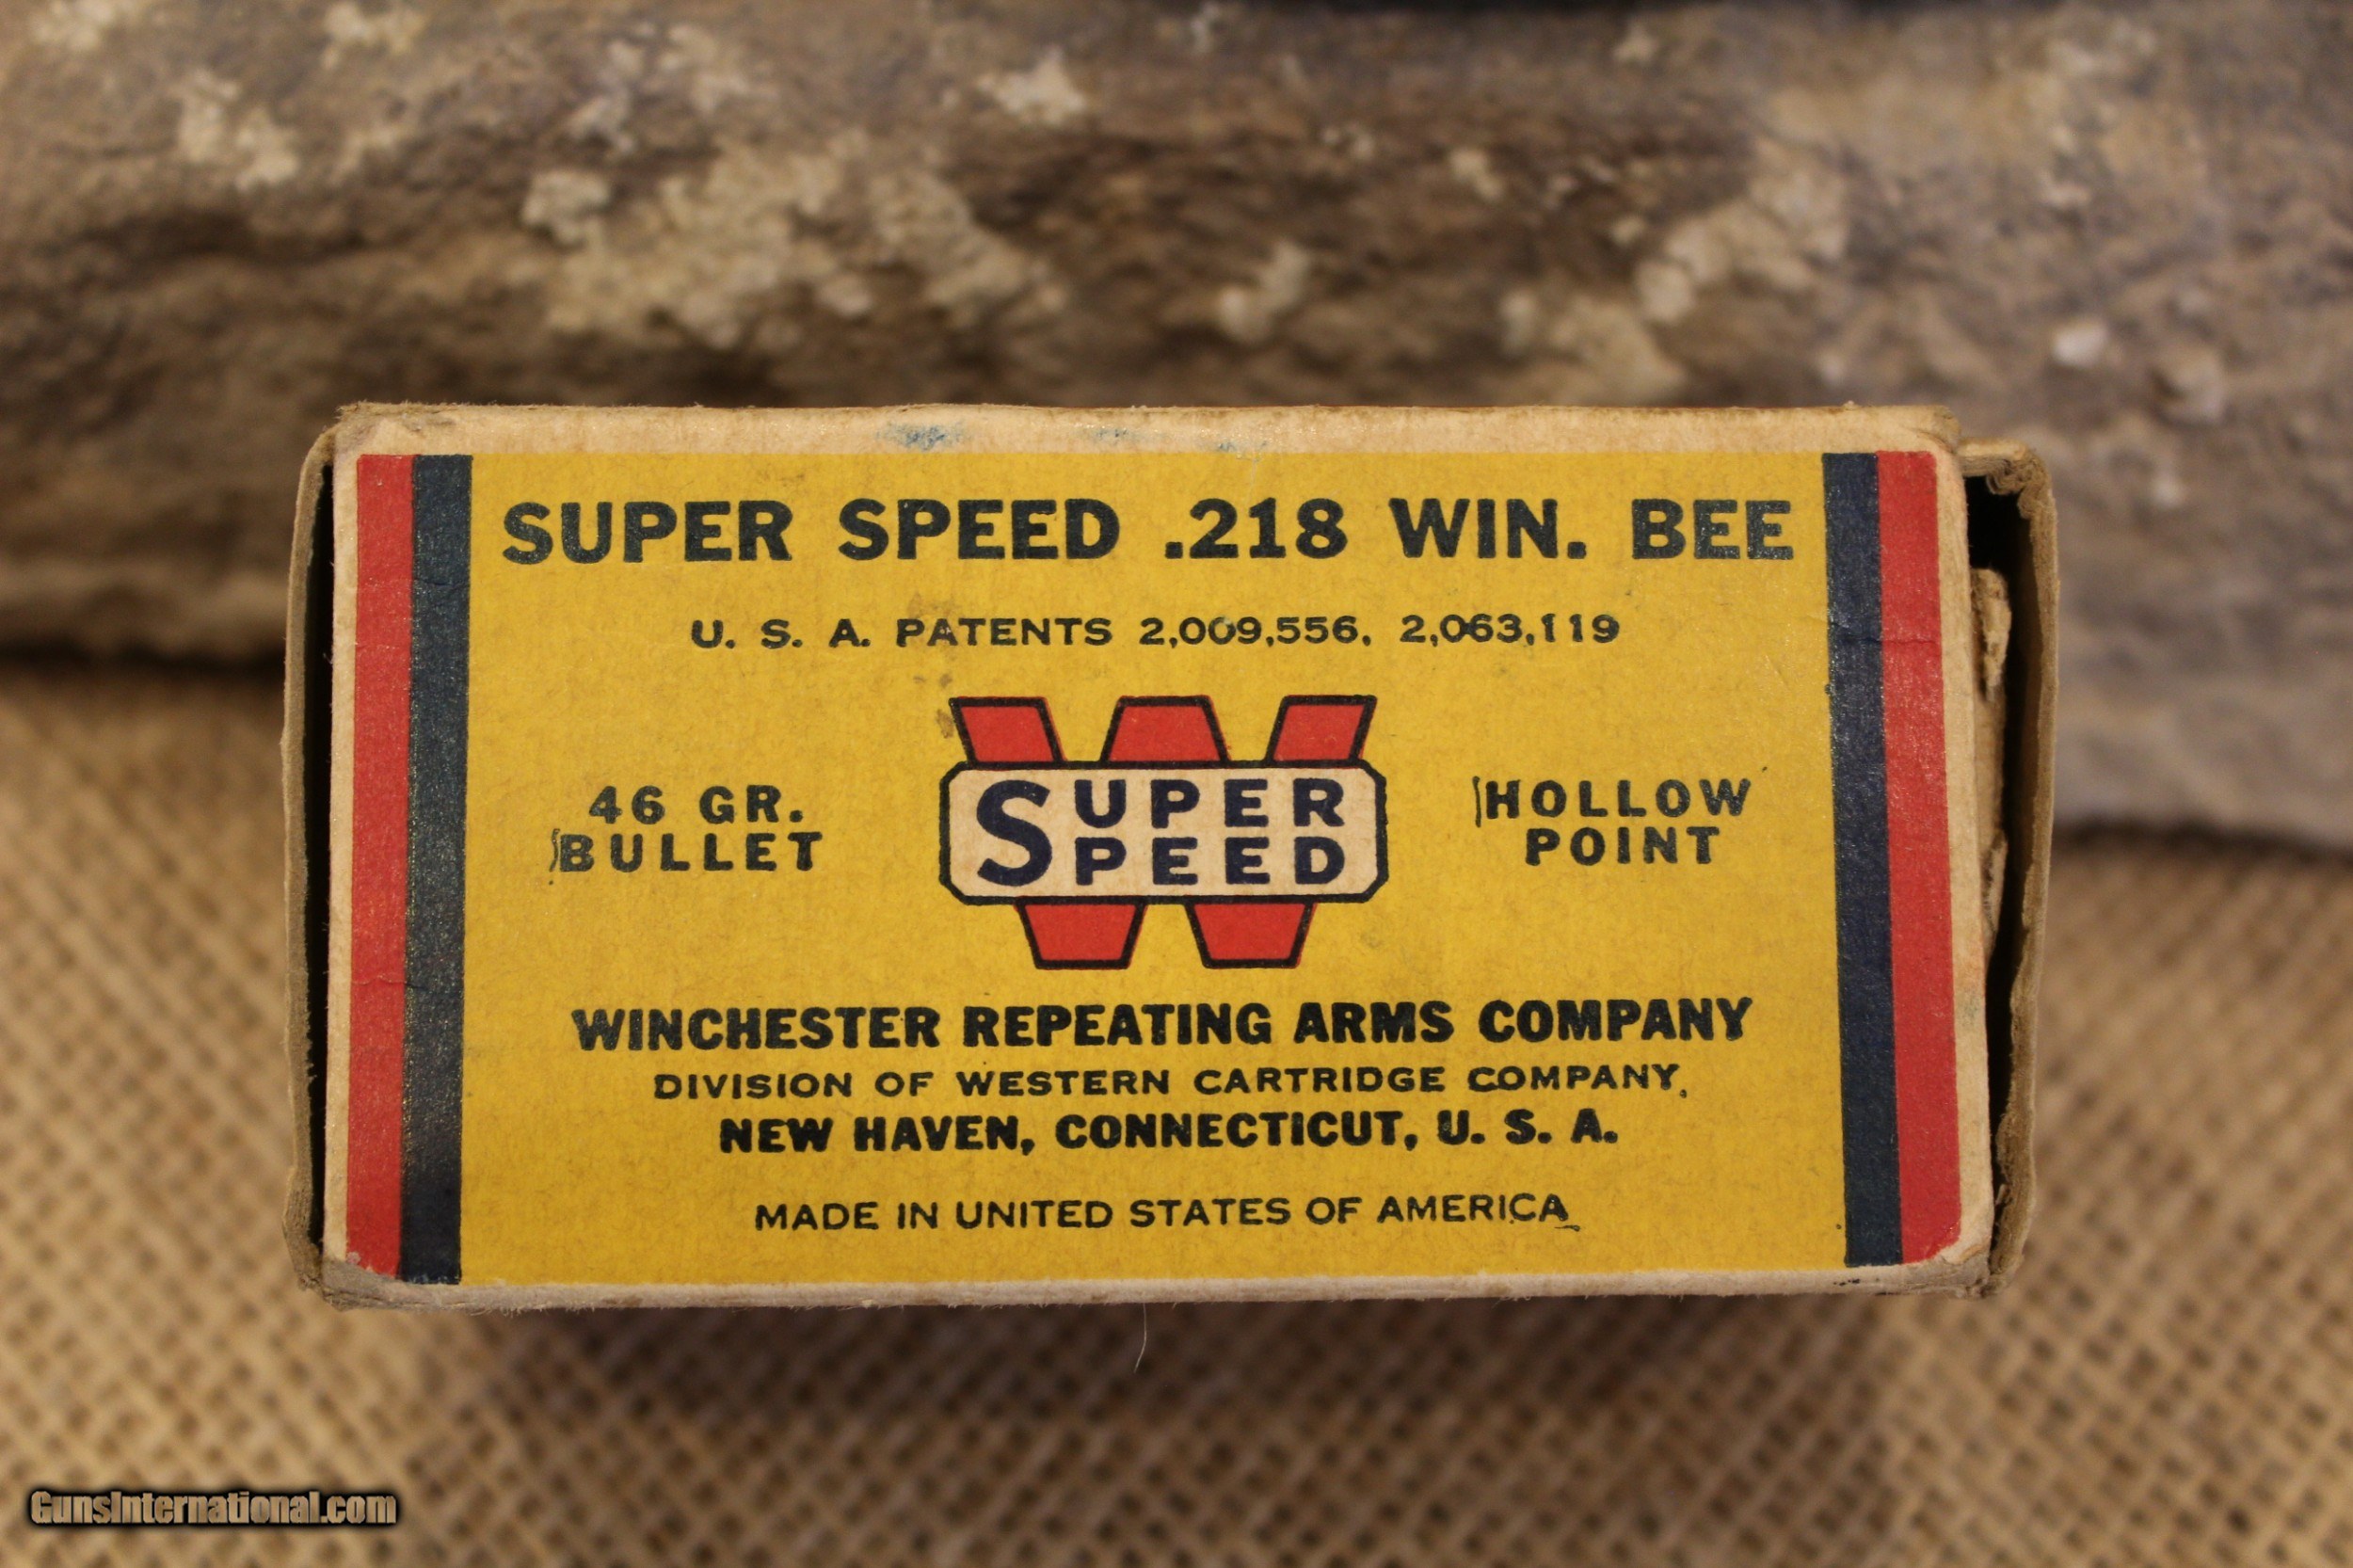 SUPER SPEED .218 WIN. BEE
U. S. A. PATENTS 2,009,556, 2,063,119
46 GR.
BULLET
SUPER
SPEED
HOLLOW
POINT
WINCHESTER REPEATING ARMS COMPANY
DIVISION OF WESTERN CARTRIDGE COMPANY,
NEW HAVEN, CONNECTICUT, U. S. A.
MADE IN UNITED STATES OF AMERICA
GunsInternational.com